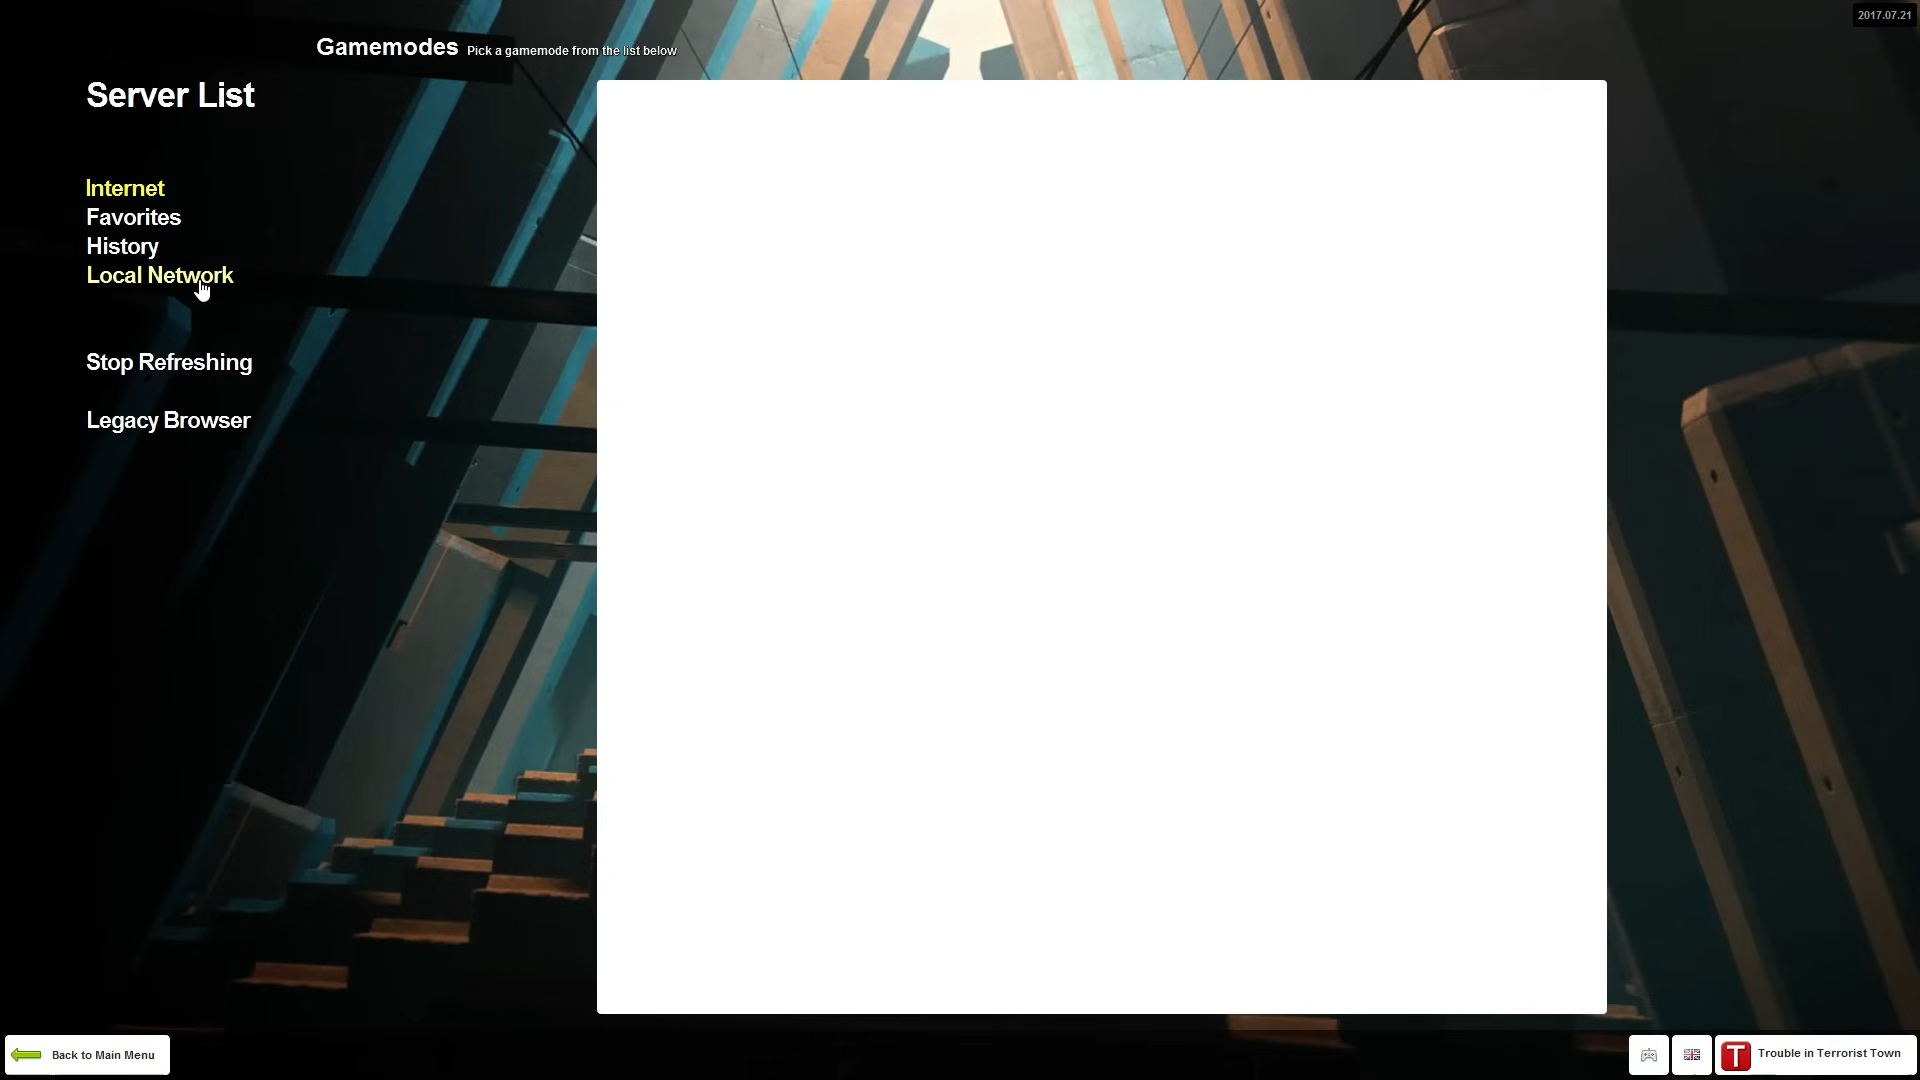 2017.07.21
Gamemodes Pick a gamemode from the list below
Server List
Internet
Favorites
History
Local Network
Stop Refreshing
Legacy Browser
Back to Main Menu
T Trouble in Terrorist Town